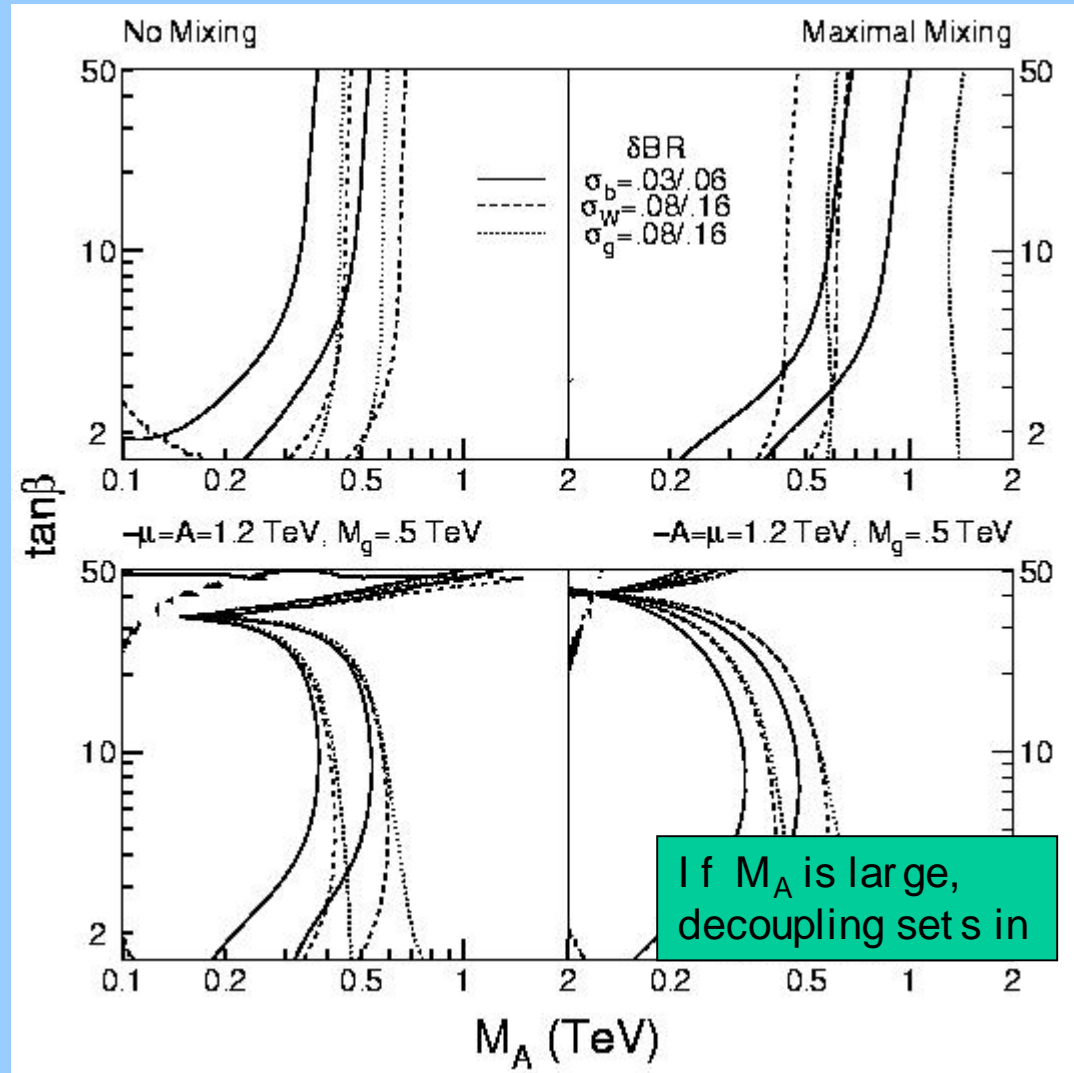 No Mixing
Maximal Mixing
50
10
2
50
10
2
δBR
σb=.03/.06
σW=.08/.16
σg=.08/.16
0.1 0.2 0.5 1 2
0.2 0.5 1 2
tanβ
-μ=A=1.2 TeV, Mg=.5 TeV
-A=μ=1.2 TeV, Mg=.5 TeV
50
10
2
50
10
If MA is large,
decoupling sets in
0.1 0.2 0.5 1 2
0.2 0.5 1 2
MA (TeV)